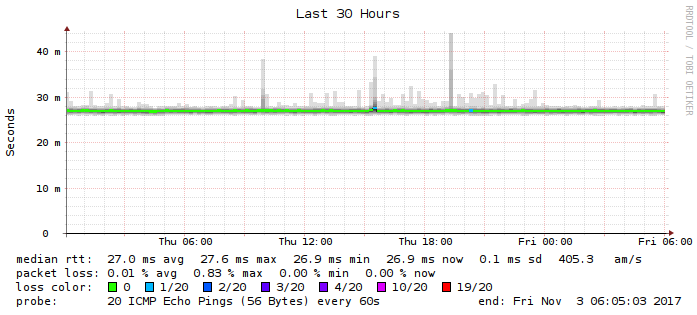 Last 30 Hours
RRDTOOL / TOBI OETIKER
Seconds
40 m
30 m
20 m
10 m
0
Thu 06:00 Thu 12:00 Thu 18:00 Fri 00:00 Fri 06:00
median rtt: 27.0 ms avg 27.6 ms max 26.9 ms min 26.9 ms now 0.1 ms sd 405.3 am/s
packet loss: 0.01 % avg 0.83 % max 0.00 % min 0.00 % now
loss color: 0 1/20 2/20 3/20 4/20 10/20 19/20
probe: 20 ICMP Echo Pings (56 Bytes) every 60s end: Fri Nov 3 06:05:03 2017